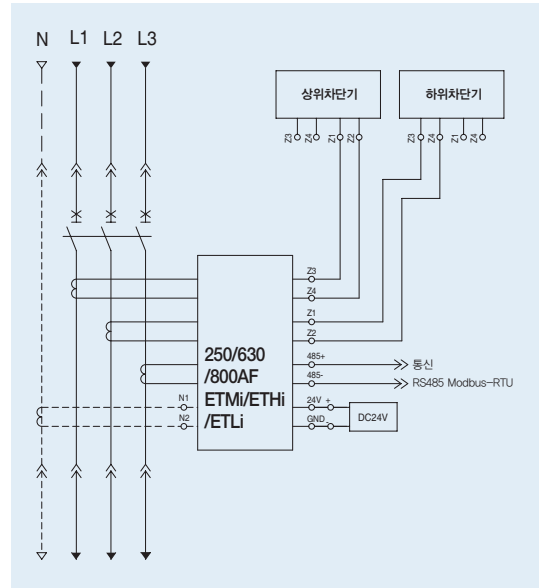 N L1 L2 L3
상위차단기
하위차단기
Z3 Z4 Z1 Z2
Z3 Z4 Z1 Z4
Z3
Z4
Z1
Z2
250/630
/800AF
ETMi/ETHi
/ETLi
485+
통신
485-
RS485 Modbus-RTU
N1
N2
24V +
GND -
DC24V